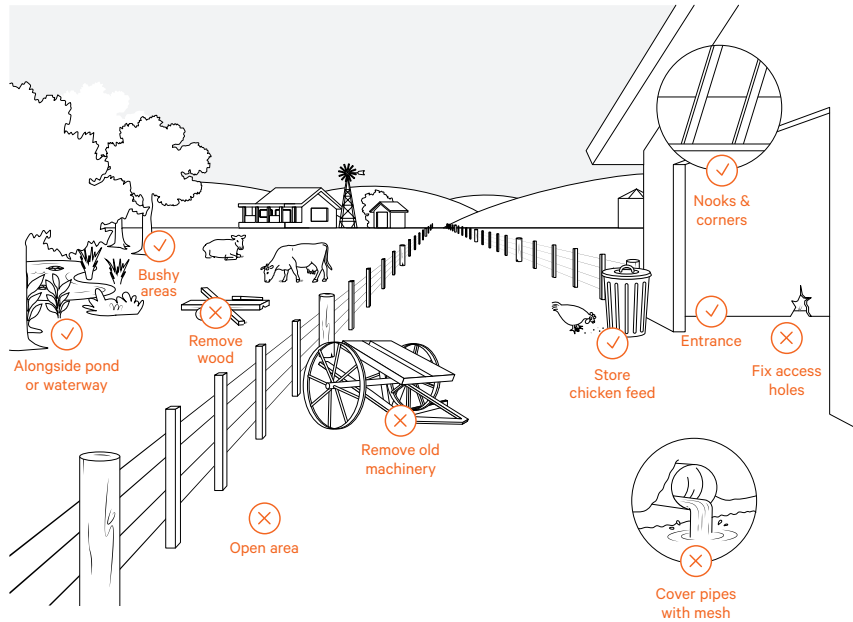 Nooks &
corners
Bushy
areas
Remove
wood
Alongside pond
or waterway
Entrance
Fix access
holes
Store
chicken feed
Remove old
machinery
Open area
Cover pipes
with mesh